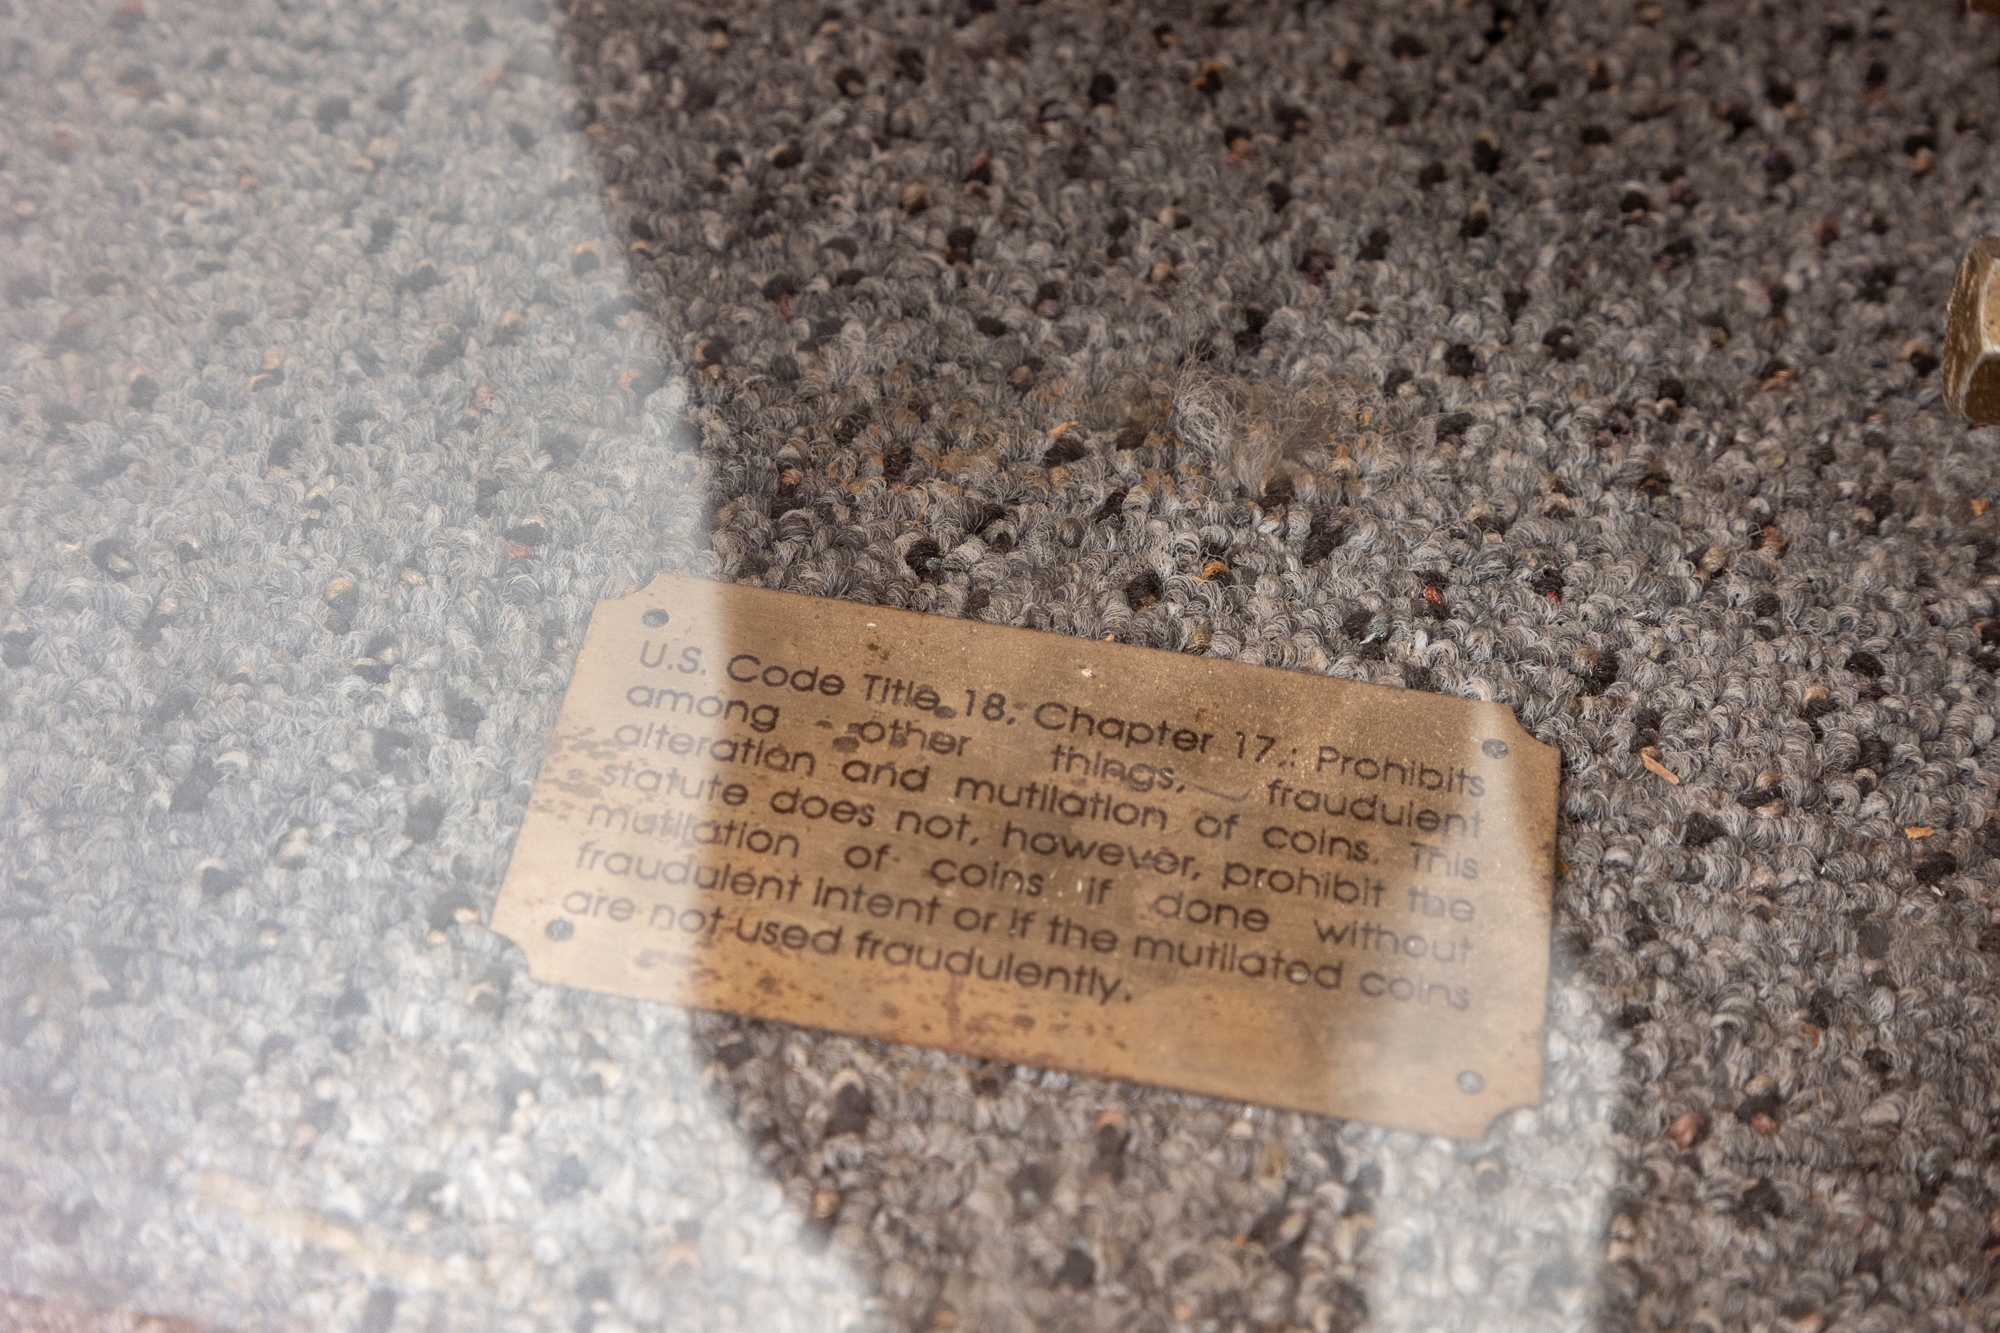 U.S. Code Title 18, Chapter 17.: Prohibits
among other things, fraudulent
alteration and mutilation of coins. This
statute does not, however, prohibit the
mutilation of coins if done without
fraudulent intent or if the mutilated coins
are not used fraudulently.